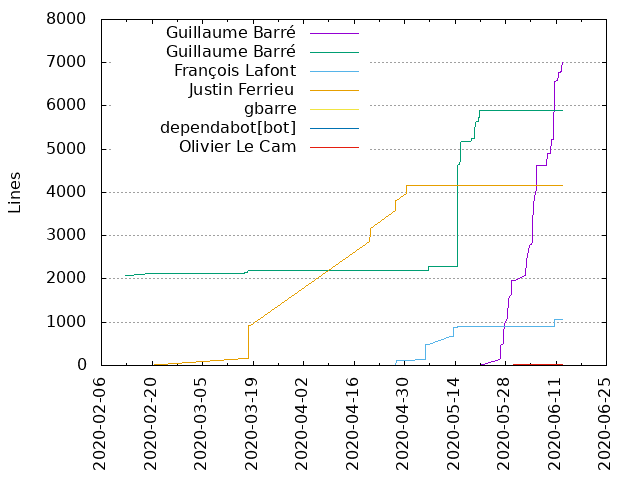 8000
7000
6000
5000
4000
3000
2000
1000
0
Lines
Guillaume Barré
Guillaume Barré
François Lafont
Justin Ferrieu
gbarre
dependabot[bot]
Olivier Le Cam
2020-02-06
2020-02-20
2020-03-05
2020-03-19
2020-04-02
2020-04-16
2020-04-30
2020-05-14
2020-05-28
2020-06-11
2020-06-25